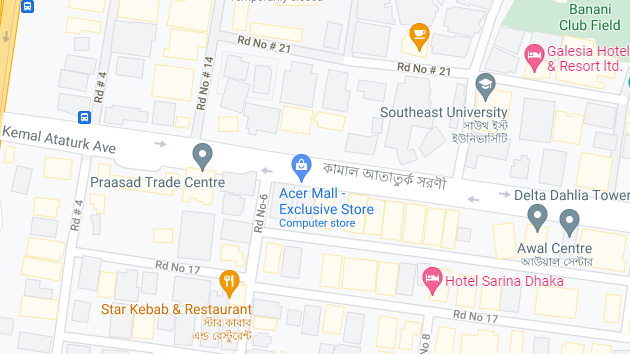 Banani
Club Field
Rd No # 21
Galesia Hotel
& Resort ltd.
Rd No # 21
Rd # 4
Rd No # 14
Southeast University
সাউথ ইস্ট
ইউনিভার্সিটি
Kemal Ataturk Ave
কামাল আতাতুর্ক সরণী
Praasad Trade Centre
Acer Mall -
Exclusive Store
Computer store
Delta Dahlia Tower
Rd # 4
Rd No-6
Awal Centre
আউয়াল সেন্টার
Rd No 17
Hotel Sarina Dhaka
Star Kebab & Restaurant
স্টার কাবাব
এন্ড রেস্টুরেন্ট
Rd No 17
Rd No 8